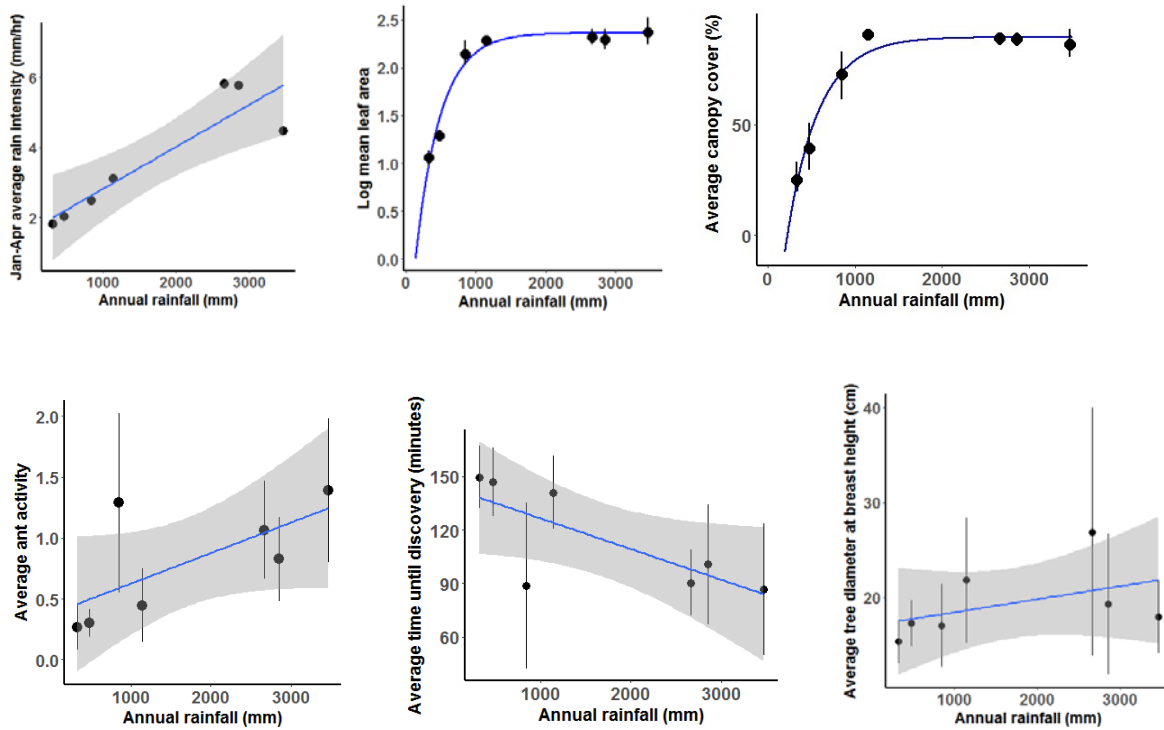 Jan-Apr average rain intensity (mm/hr)
6
4
2
1000 2000 3000
Annual rainfall (mm)
Log mean leaf area
2.5
2.0
1.5
1.0
0.5
0.0
0 1000 2000 3000
Annual rainfall (mm)
Average canopy cover (%)
50
0
0 1000 2000 3000
Annual rainfall (mm)
Average ant activity
2.0
1.5
1.0
0.5
0.0
1000 2000 3000
Annual rainfall (mm)
Average time until discovery (minutes)
150
120
90
60
1000 2000 3000
Annual rainfall (mm)
Average tree diameter at breast height (cm)
40
30
20
1000 2000 3000
Annual rainfall (mm)